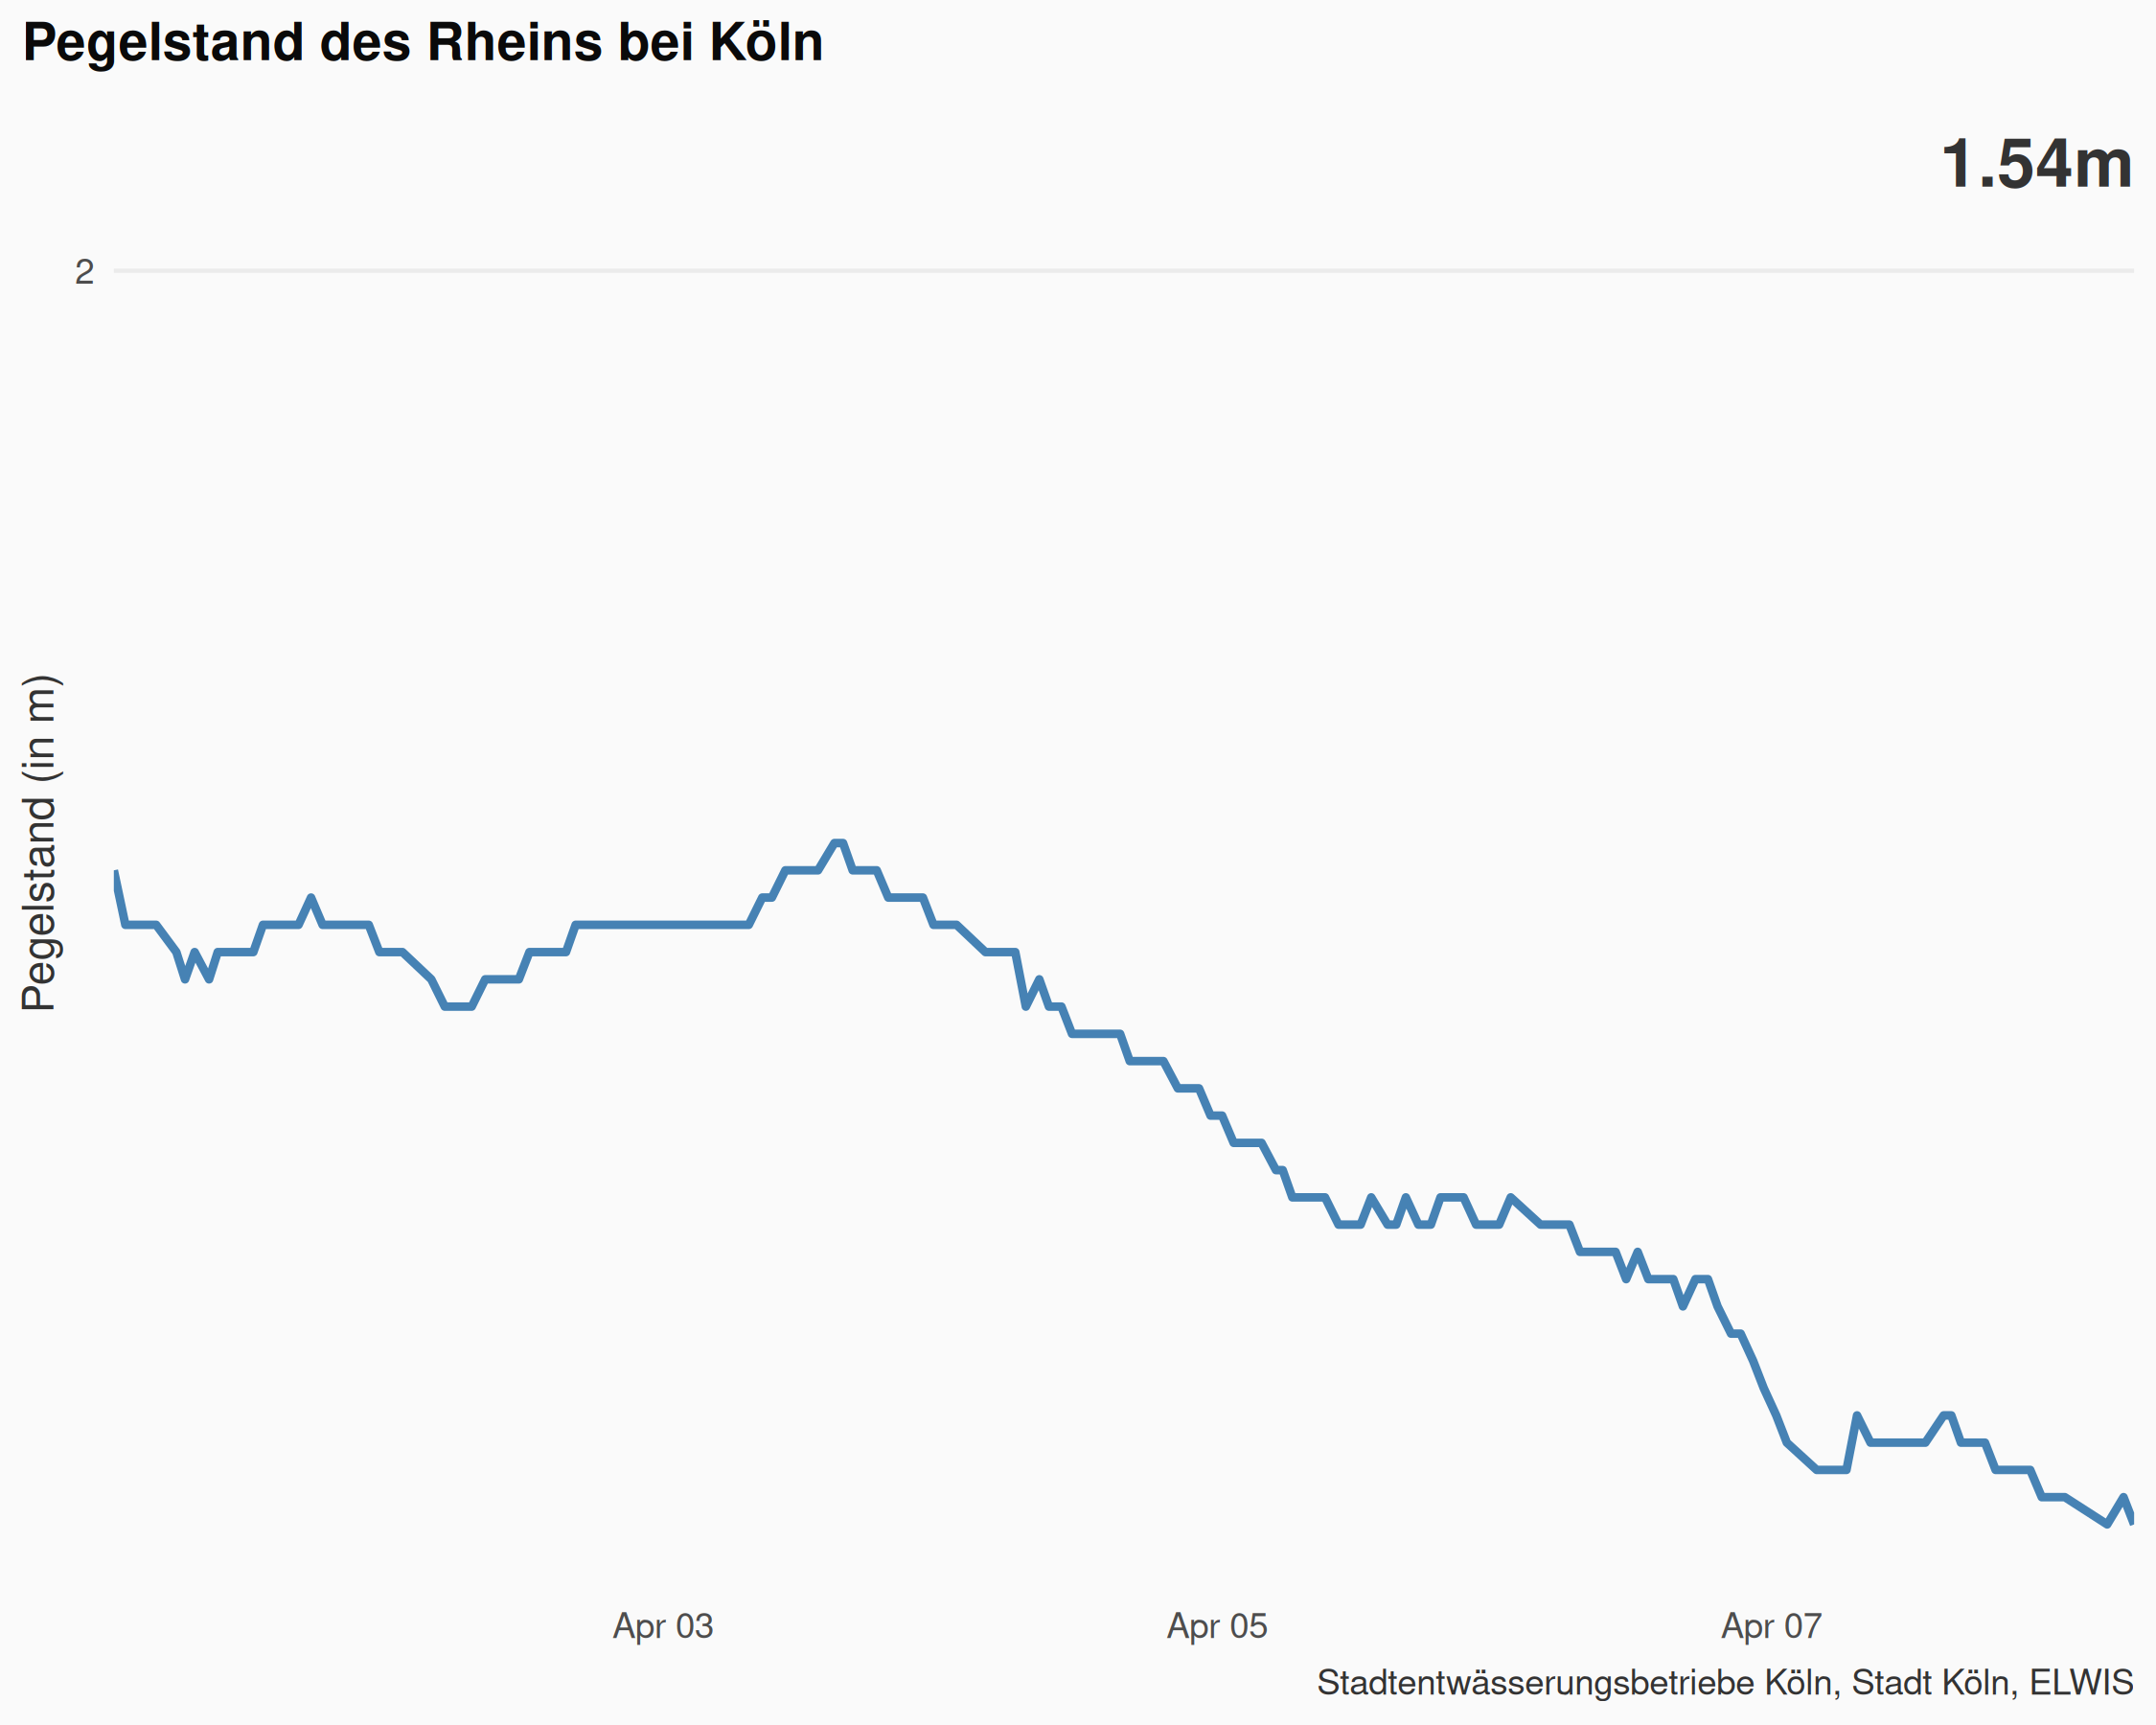 Pegelstand des Rheins bei Köln
1.54m
2
Pegelstand (in m)
Apr 03
Apr 05
Apr 07
Stadtentwässerungsbetriebe Köln, Stadt Köln, ELWIS